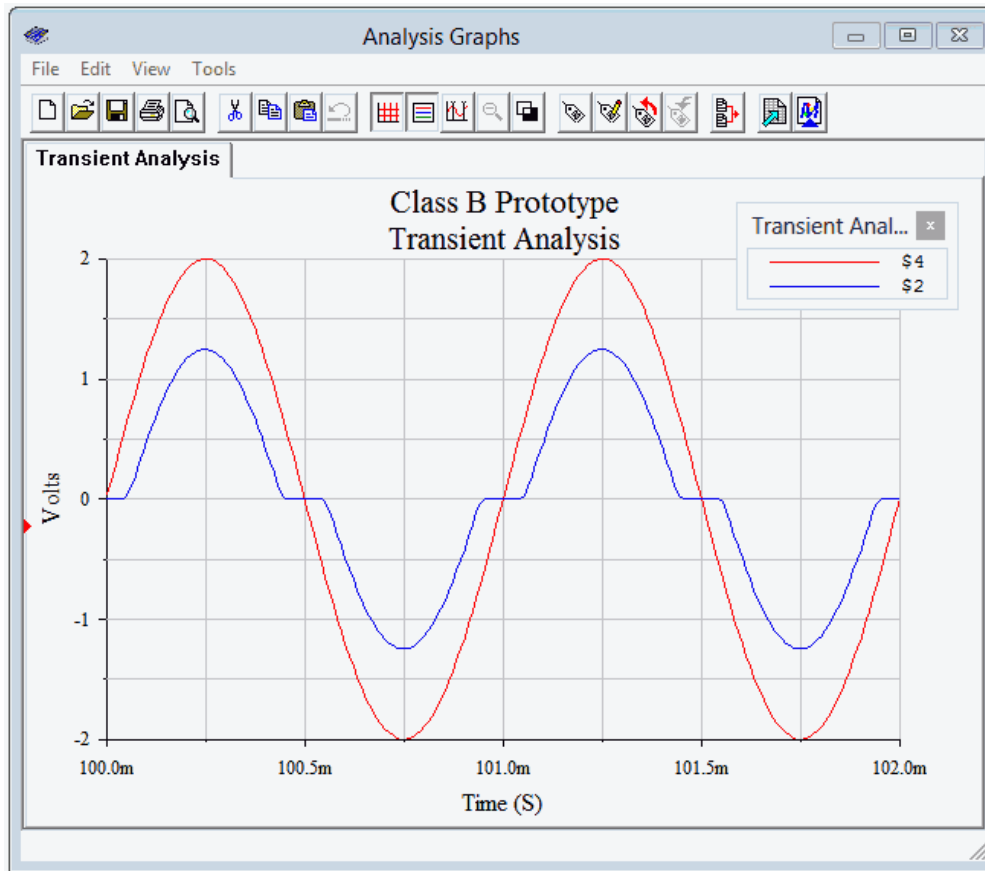 Analysis Graphs
File Edit View Tools
Transient Analysis
Class B Prototype
Transient Analysis
Transient Anal... x
$4
$2
2
1
0
-1
-2
Volts
100.0m 100.5m 101.0m 101.5m 102.0m
Time (S)